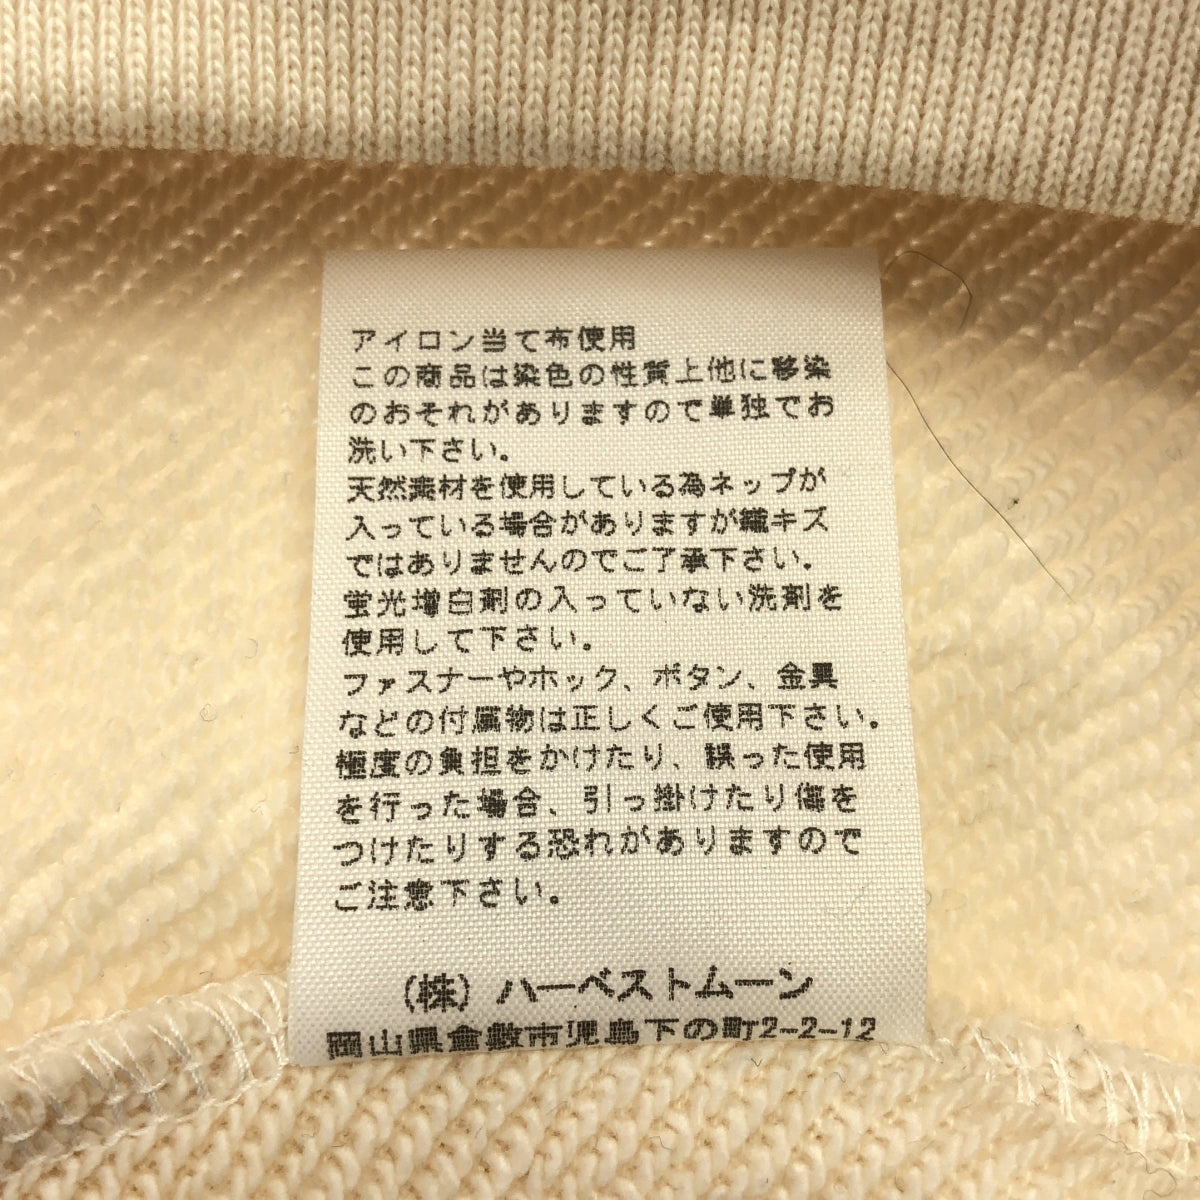 アイロン当て布使用
この商品は染色の性質上他に移染
のおそれがありますので単独でお
洗い下さい。
天然素材を使用している為ネップが
入っている場合がありますが織キズ
ではありませんのでご了承下さい。
蛍光増白剤の入っていない洗剤を
使用して下さい。
ファスナーやホック、ボタン、金具
などの付属物は正しくご使用下さい。
極度の負担をかけたり、誤った使用
を行った場合、引っ掛けたり傷を
つけたりする恐れがありますので
ご注意下さい。
(株)ハーベストムーン
岡山県倉敷市児島下の町2-2-12